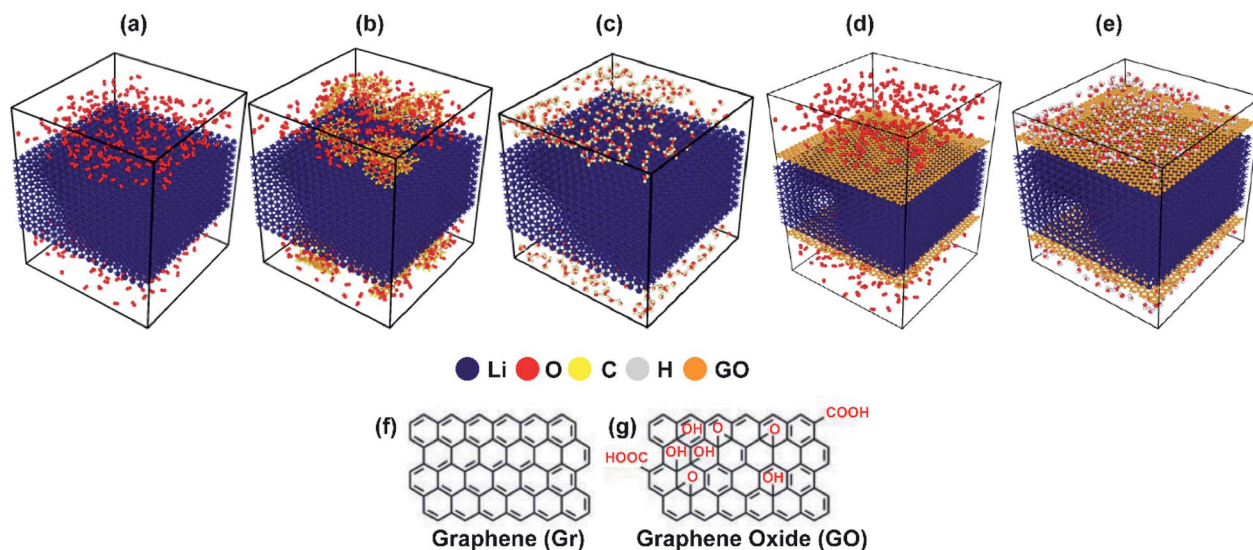 (a) (b) (c) (d) (e)
Li O C H GO
(f) (g)
COOH
OH O O
HOOC OH OH
O OH
Graphene (Gr) Graphene Oxide (GO)